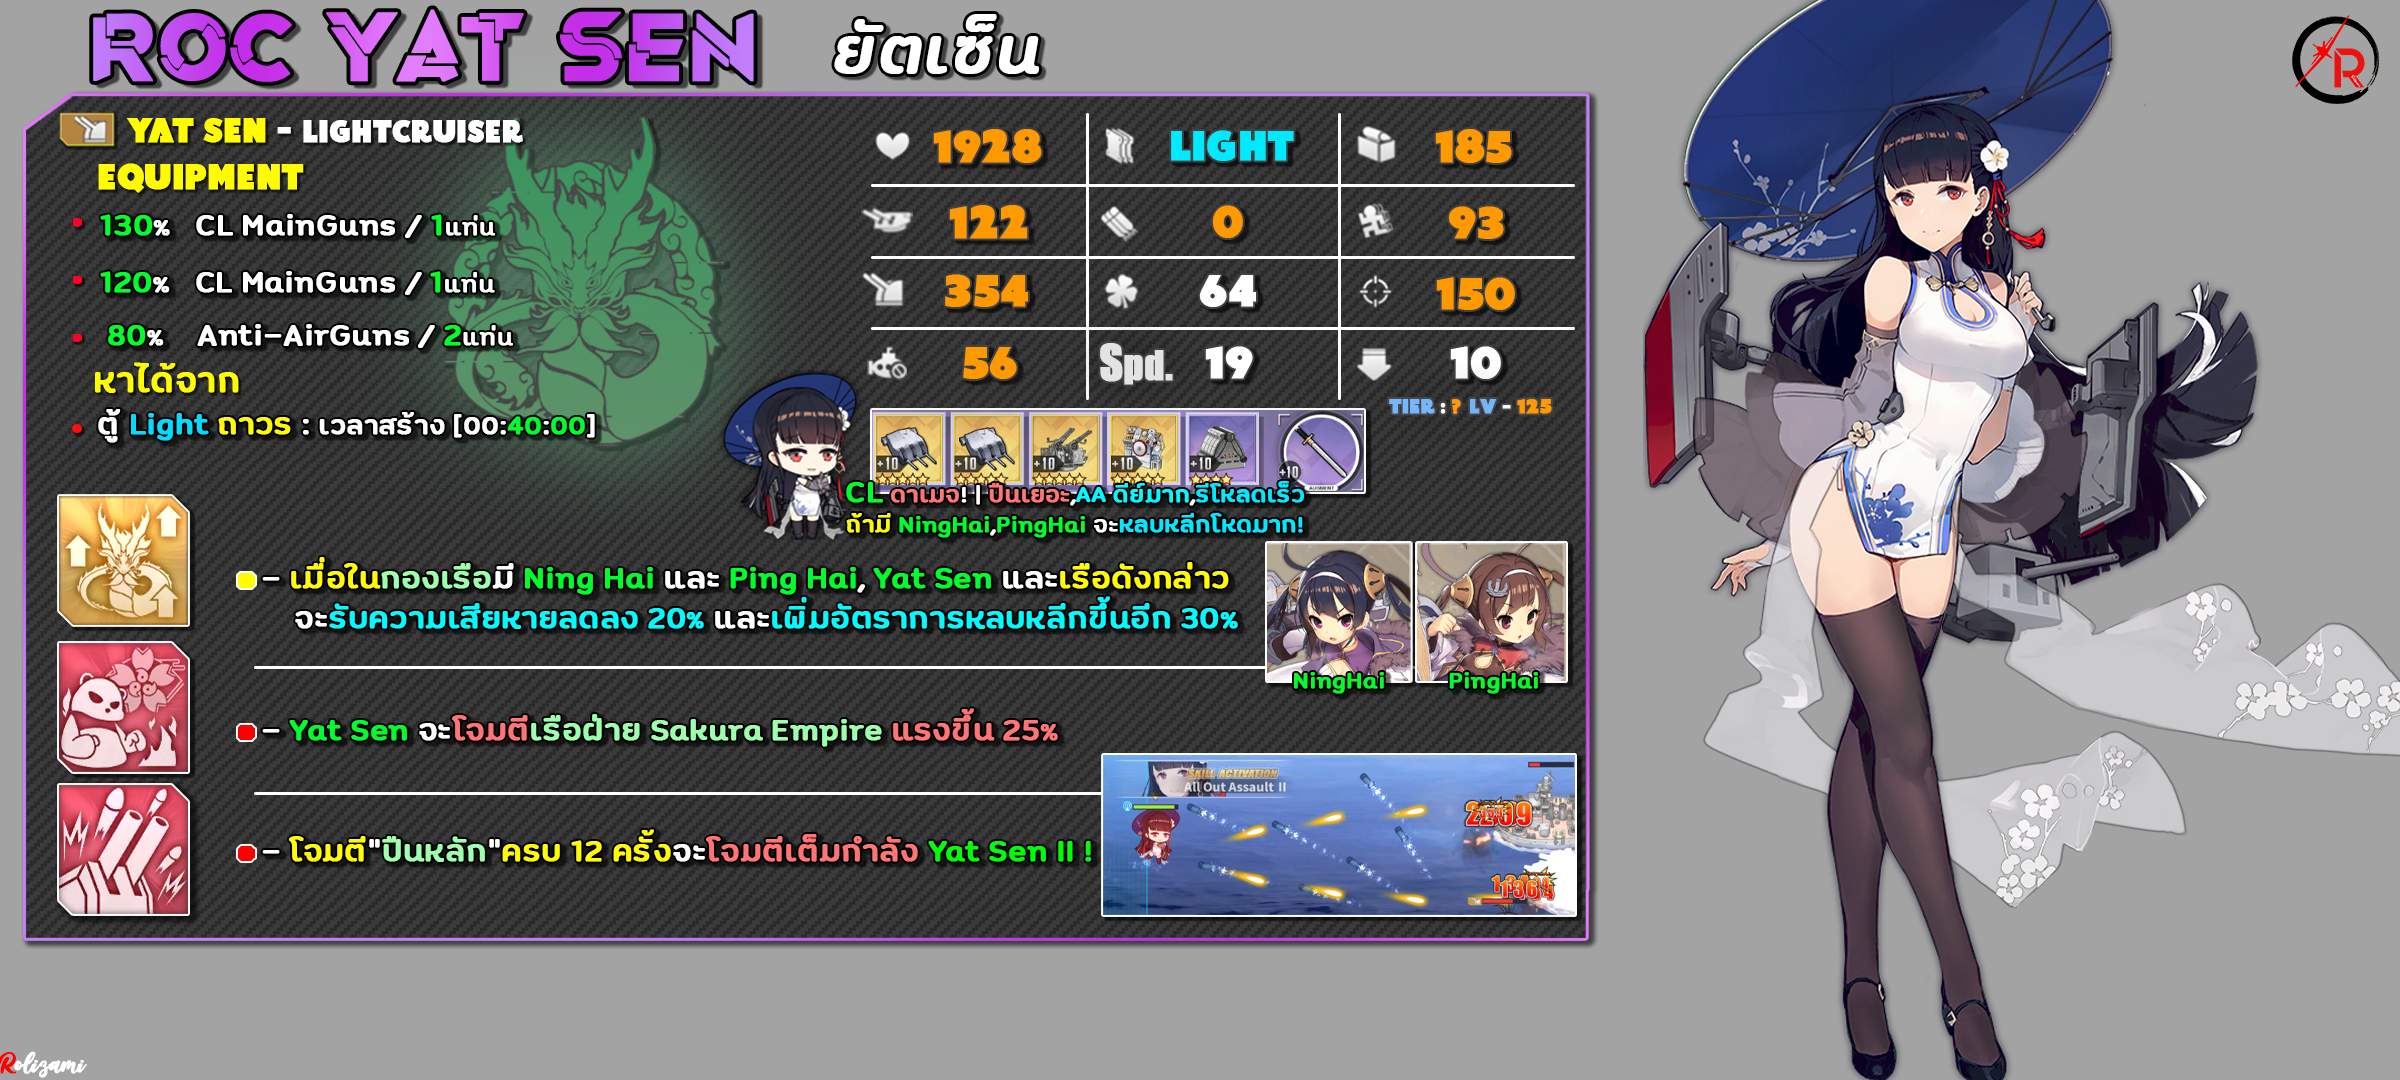 ROC YAT SEN ยัตเซ็น
YAT SEN - LIGHTCRUISER
EQUIPMENT
130% CL MainGuns / 1แท่น
120% CL MainGuns / 1แท่น
80% Anti-AirGuns / 2แท่น
หาได้จาก
ตู้ Light ถาวร : เวลาสร้าง [00:40:00]
1928 LIGHT 185
122 0 93
354 64 150
56 Spd. 19 10
TIER : ? LV - 125
+10 +10 +10 +10 +10 +10
CL ดาเมจ! | ปืนเยอะ,AA ดีย์มาก,รีโหลดเร็ว
ถ้ามี NingHai,PingHai จะหลบหลีกโหดมาก!
- เมื่อในกองเรือมี Ning Hai และ Ping Hai, Yat Sen และเรือดังกล่าว
จะรับความเสียหายลดลง 20% และเพิ่มอัตราการหลบหลีกขึ้นอีก 30%
NingHai PingHai
- Yat Sen จะโจมตีเรือฝ่าย Sakura Empire แรงขึ้น 25%
SKILL ACTIVATION
All Out Assault II
- โจมตี"ปืนหลัก"ครบ 12 ครั้งจะโจมตีเต็มกำลัง Yat Sen II !
R
Rolizami